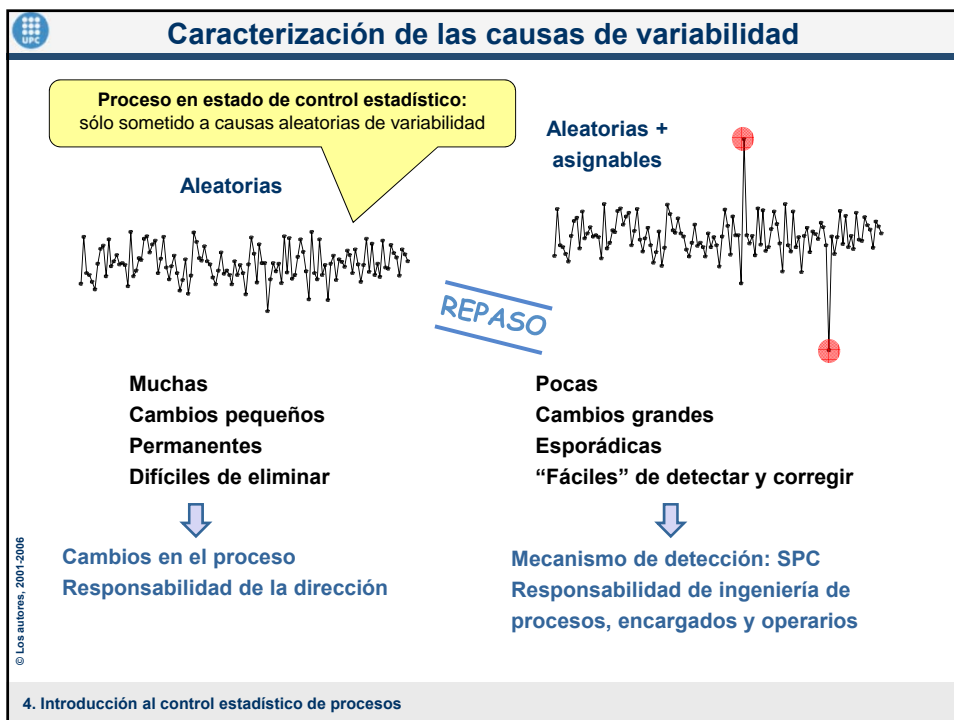 UPC
Caracterización de las causas de variabilidad
Proceso en estado de control estadístico:
sólo sometido a causas aleatorias de variabilidad
Aleatorias
Aleatorias +
asignables
REPASO
Muchas
Cambios pequeños
Permanentes
Difíciles de eliminar
Cambios en el proceso
Responsabilidad de la dirección
Pocas
Cambios grandes
Esporádicas
“Fáciles” de detectar y corregir
Mecanismo de detección: SPC
Responsabilidad de ingeniería de
procesos, encargados y operarios
© Los autores, 2001-2006
4. Introducción al control estadístico de procesos